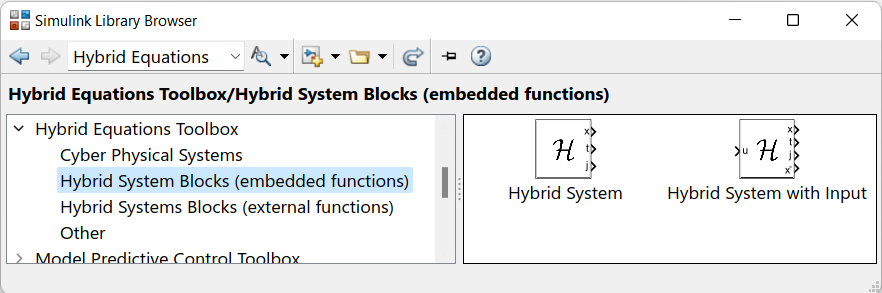 Simulink Library Browser
Hybrid Equations
Hybrid Equations Toolbox/Hybrid System Blocks (embedded functions)
Hybrid Equations Toolbox
Cyber Physical Systems
Hybrid System Blocks (embedded functions)
Hybrid Systems Blocks (external functions)
Other
Model Predictive Control Toolbox
ℋ
x
t
j
Hybrid System
u
ℋ
x
t
j
x⁻
Hybrid System with Input